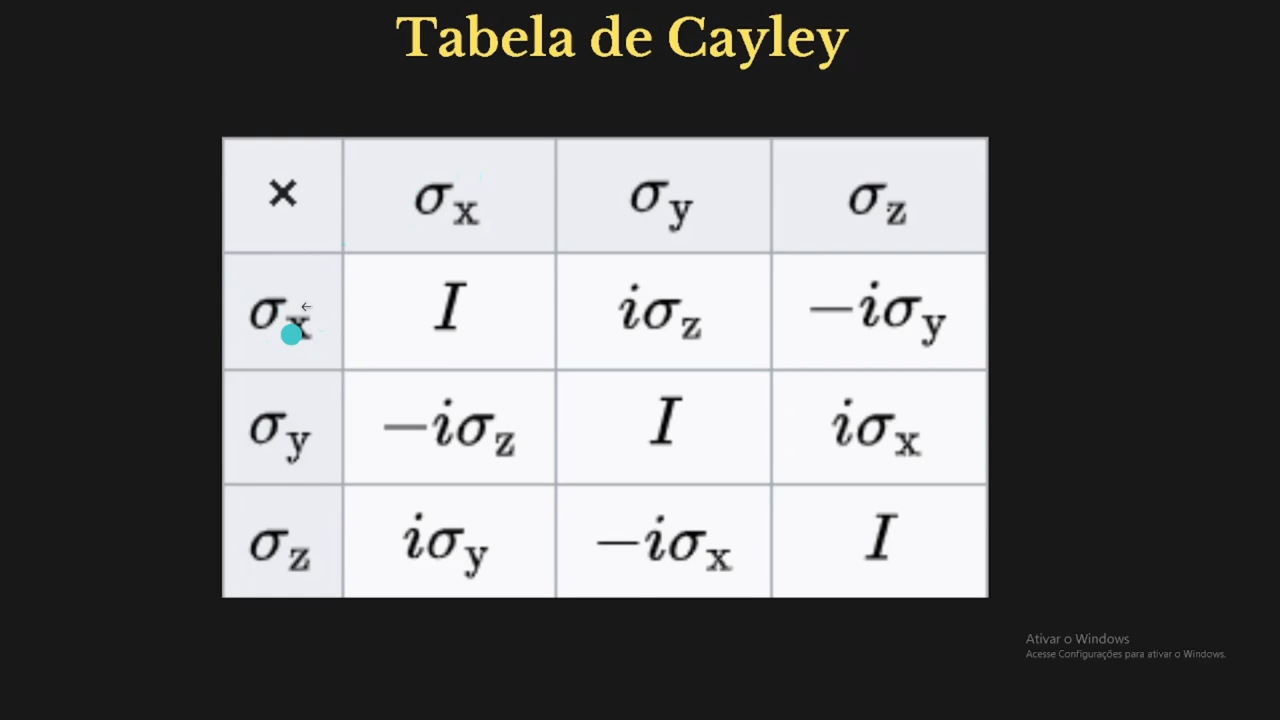 Tabela de Cayley
× σx σy σz
σx I iσz −iσy
σy −iσz I iσx
σz iσy −iσx I
Ativar o Windows
Acesse Configurações para ativar o Windows.